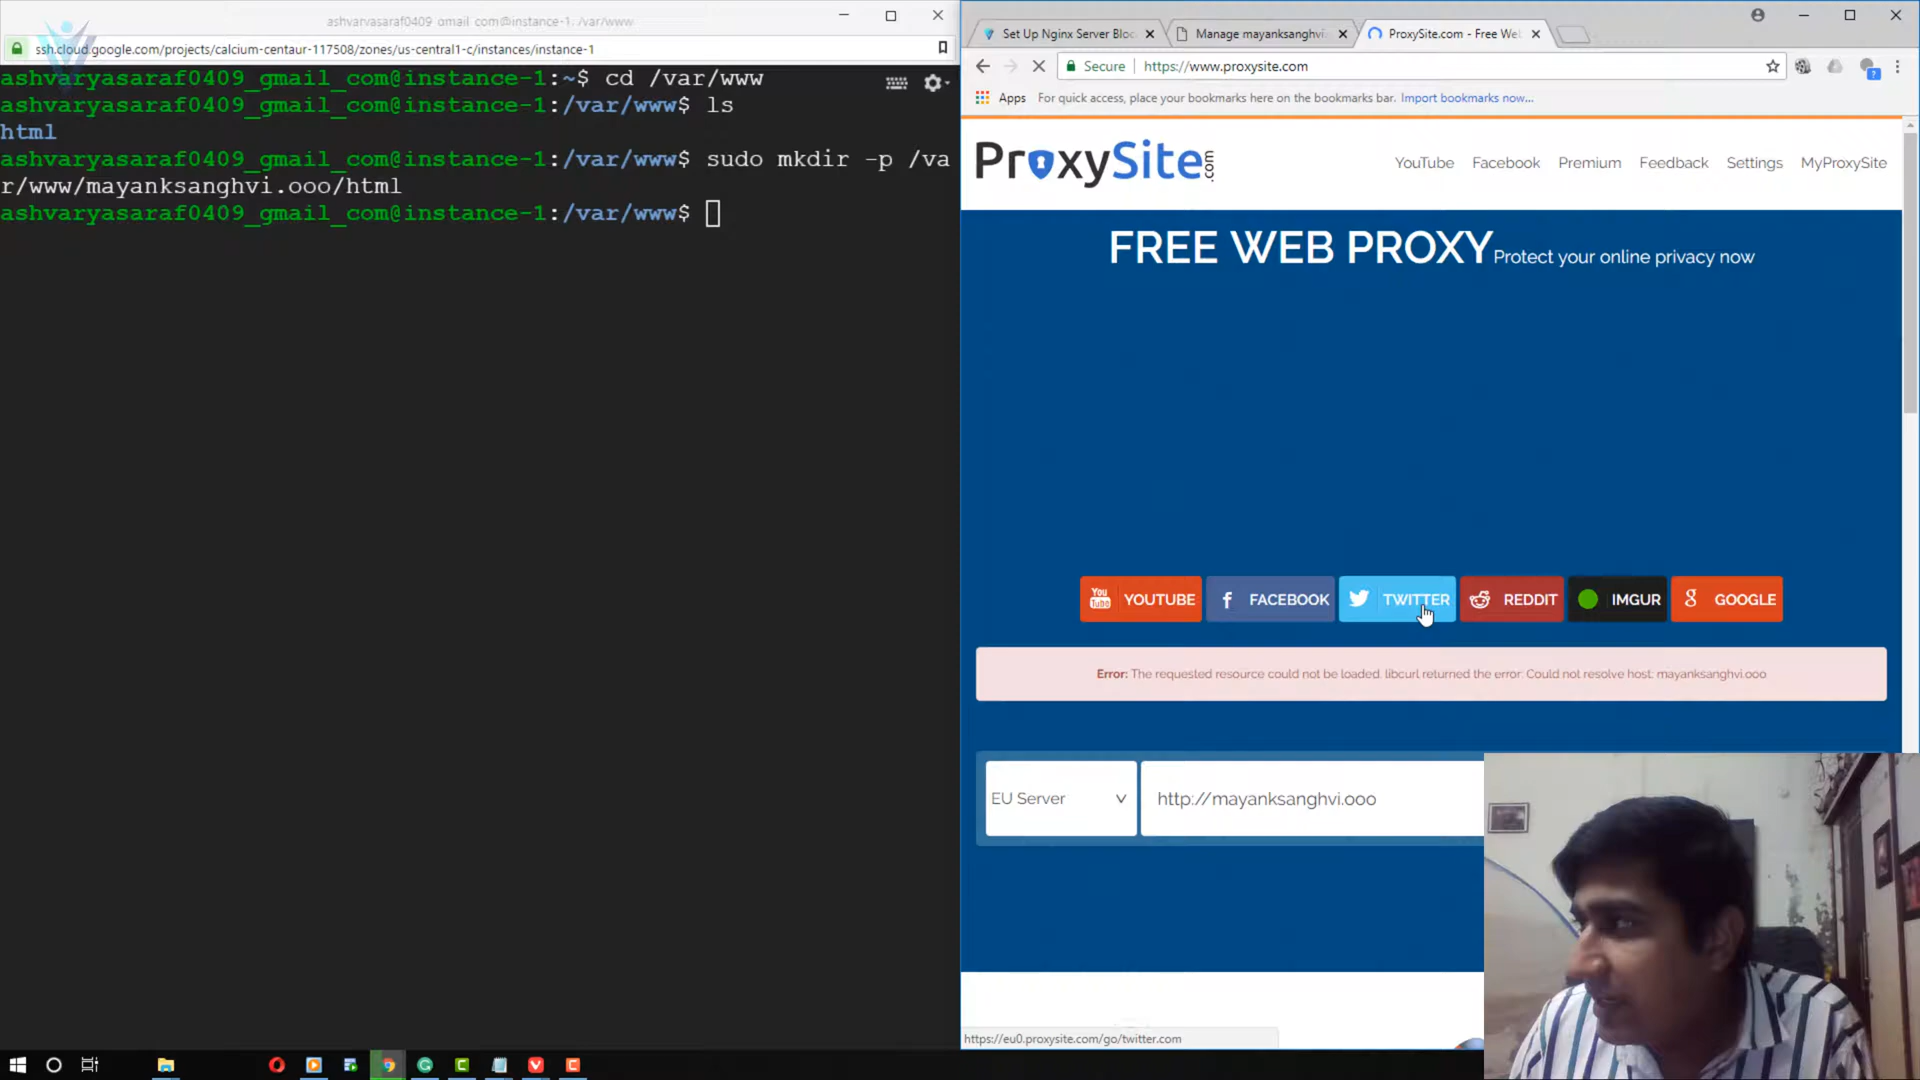 ashvaryasaraf0409_gmail_com@instance-1: /var/www
ssh.cloud.google.com/projects/calcium-centaur-117508/zones/us-central1-c/instances/instance-1
ashvaryasaraf0409_gmail_com@instance-1:~$ cd /var/www
ashvaryasaraf0409_gmail_com@instance-1:/var/www$ ls
html
ashvaryasaraf0409_gmail_com@instance-1:/var/www$ sudo mkdir -p /va
r/www/mayanksanghvi.ooo/html
ashvaryasaraf0409_gmail_com@instance-1:/var/www$
Set Up Nginx Server Bloc
Manage mayanksanghvi
ProxySite.com - Free We
Secure
https://www.proxysite.com
Apps
For quick access, place your bookmarks here on the bookmarks bar. Import bookmarks now...
ProxySite.com
YouTube
Facebook
Premium
Feedback
Settings
MyProxySite
FREE WEB PROXY Protect your online privacy now
You Tube YOUTUBE
f FACEBOOK
TWITTER
REDDIT
IMGUR
g GOOGLE
Error: The requested resource could not be loaded. libcurl returned the error: Could not resolve host: mayanksanghvi.ooo
EU Server
http://mayanksanghvi.ooo
https://eu0.proxysite.com/go/twitter.com